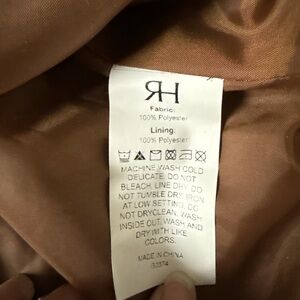 RH
Fabric:
100% Polyester
Lining:
100% Polyester
MACHINE WASH COLD
DELICATE. DO NOT
BLEACH, LINE DRY. DO
NOT TUMBLE DRY. IRON
AT LOW SETTING, DO
NOT DRYCLEAN. WASH
INSIDE OUT, WASH AND
DRY WITH LIKE
COLORS.
MADE IN CHINA